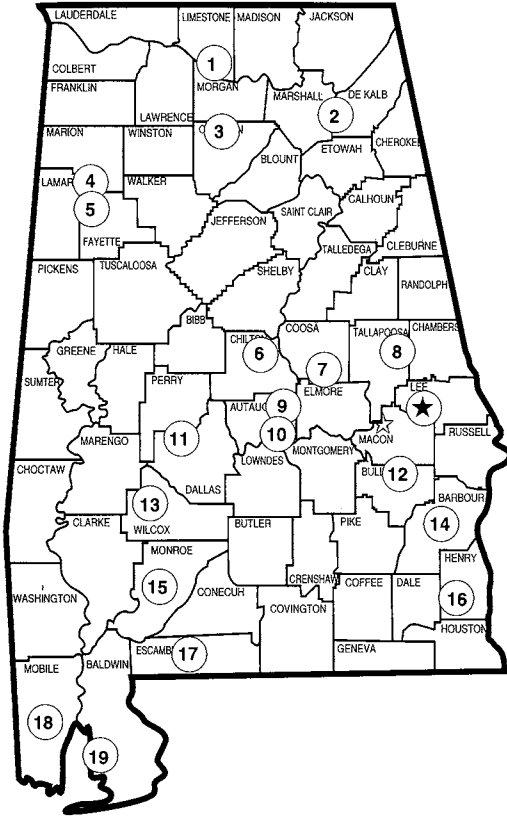 LAUDERDALE
LIMESTONE
MADISON
JACKSON
1
COLBERT
FRANKLIN
MORGAN
LAWRENCE
MARSHALL
DE KALB
2
MARION
WINSTON
3
ETOWAH
CHEROKEE
BLOUNT
LAMAR
4
WALKER
5
CALHOUN
SAINT CLAIR
JEFFERSON
FAYETTE
TALLEDEGA
CLEBURNE
PICKENS
TUSCALOOSA
SHELBY
CLAY
RANDOLPH
BIBB
COOSA
TALLAPOOSA
CHAMBERS
CHILT
6
GREENE
HALE
7
8
SUMTER
PERRY
ELMORE
LEE
AUTAUG
9
10
11
MACON
RUSSELL
MARENGO
MONTGOMERY
LOWNDES
CHOCTAW
BUL
12
DALLAS
13
BARBOUR
CLARKE
WILCOX
BUTLER
PIKE
14
MONROE
HENRY
15
CONECUH
CRENSHAW
COFFEE
DALE
WASHINGTON
16
COVINGTON
HOUSTON
ESCAMB
17
GENEVA
MOBILE
BALDWIN
18
19